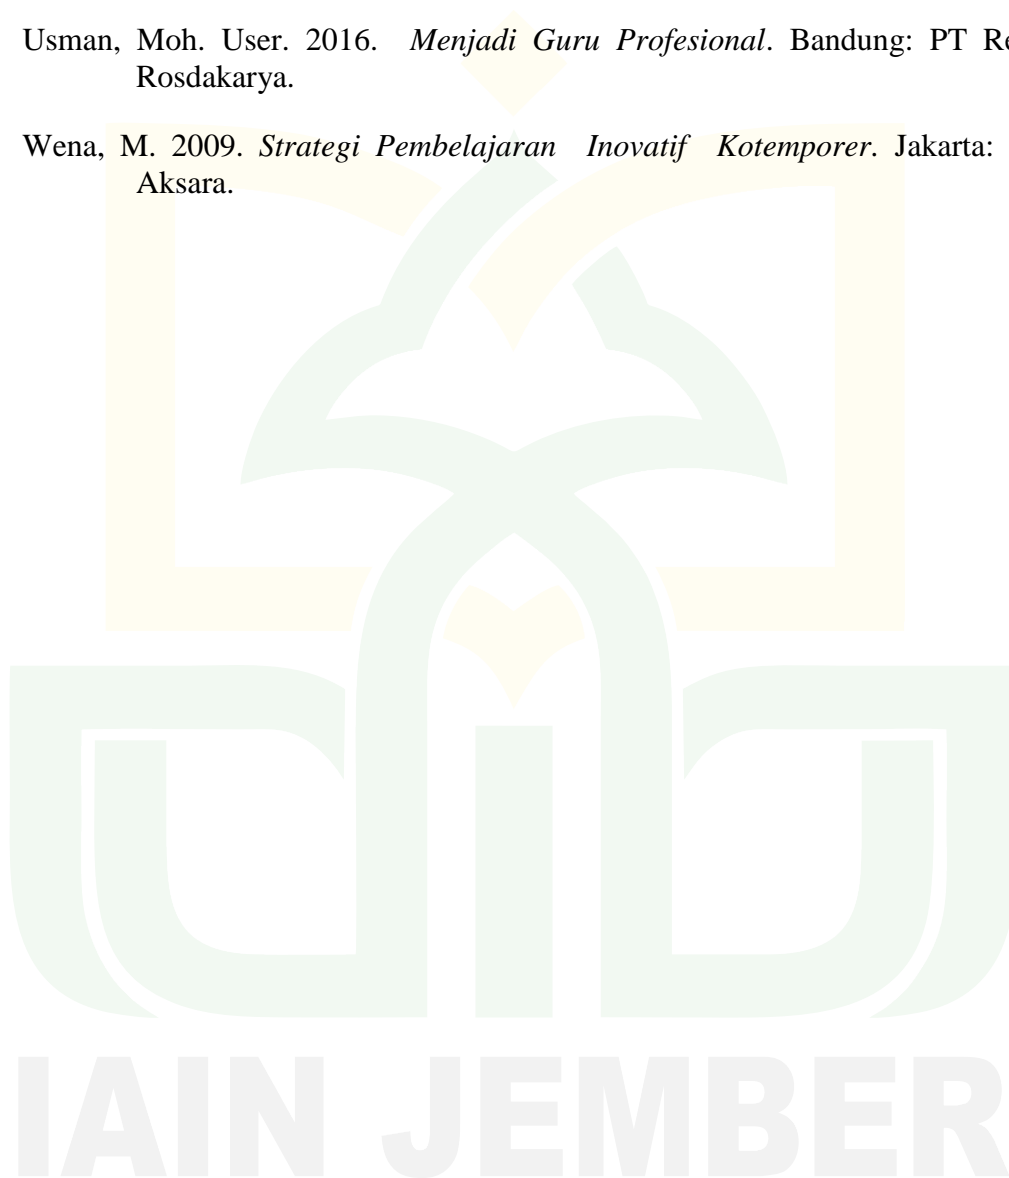 Usman, Moh. User. 2016. Menjadi Guru Profesional. Bandung: PT
Rosdakarya.
Wena, M. 2009. Strategi Pembelajaran Inovatif Kotemporer. Jakarta:
Aksara.
IAIN JEMBER